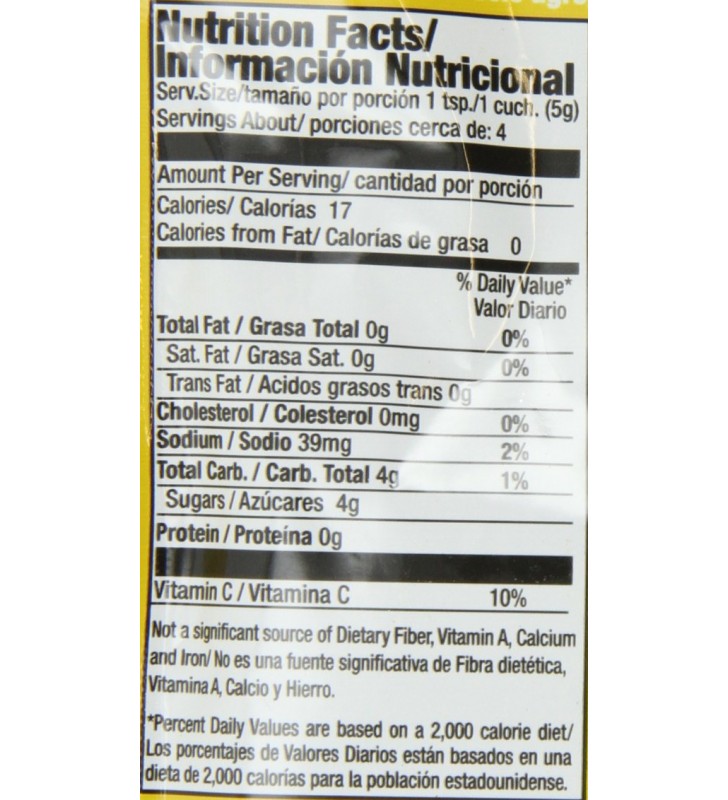 Nutrition Facts/
Información Nutricional
Serv.Size/tamaño por porción 1 tsp./1 cuch. (5g)
Servings About/ porciones cerca de: 4
Amount Per Serving/ cantidad por porción
Calories/ Calorías 17
Calories from Fat/ Calorías de grasa 0
% Daily Value*
Valor Diario
Total Fat / Grasa Total 0g 0%
Sat. Fat / Grasa Sat. 0g 0%
Trans Fat / Acidos grasos trans 0g
Cholesterol / Colesterol 0mg 0%
Sodium / Sodio 39mg 2%
Total Carb. / Carb. Total 4g 1%
Sugars / Azúcares 4g
Protein / Proteína 0g
Vitamin C / Vitamina C 10%
Not a significant source of Dietary Fiber, Vitamin A, Calcium
and Iron/ No es una fuente significativa de Fibra dietética,
Vitamina A, Calcio y Hierro.
*Percent Daily Values are based on a 2,000 calorie diet/
Los porcentajes de Valores Diarios están basados en una
dieta de 2,000 calorías para la población estadounidense.